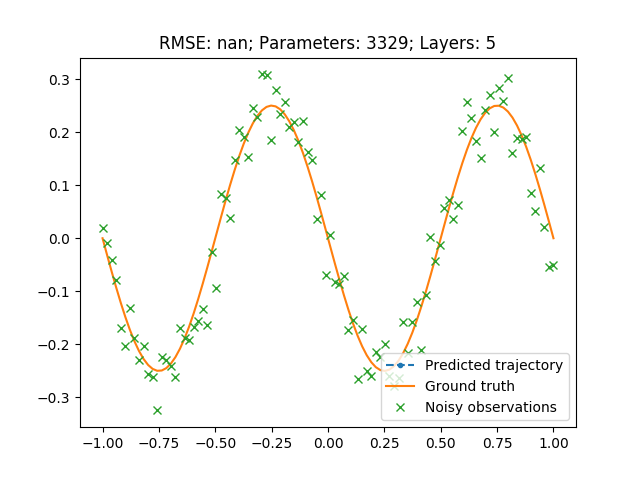 RMSE: nan; Parameters: 3329; Layers: 5
0.3
0.2
0.1
0.0
−0.1
−0.2
−0.3
Predicted trajectory
Ground truth
Noisy observations
−1.00 −0.75 −0.50 −0.25 0.00 0.25 0.50 0.75 1.00